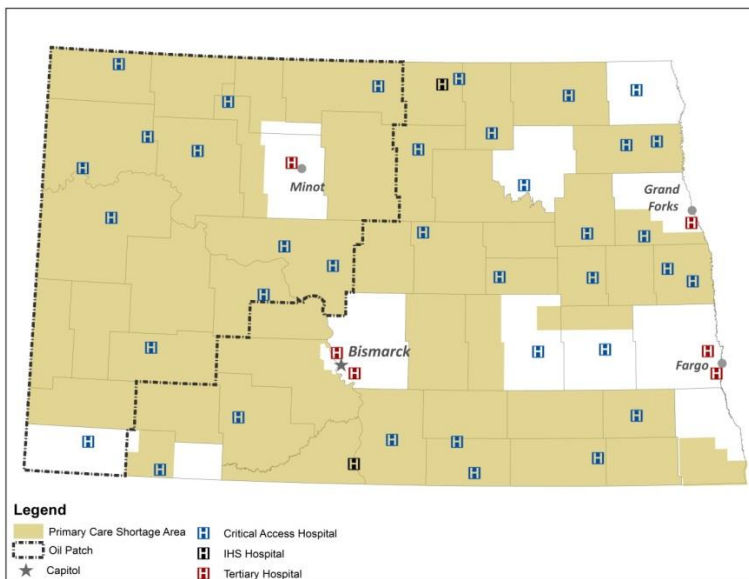 Minot
Grand
Forks
Bismarck
Fargo
Legend
Primary Care Shortage Area
Oil Patch
Capitol
H Critical Access Hospital
H IHS Hospital
H Tertiary Hospital